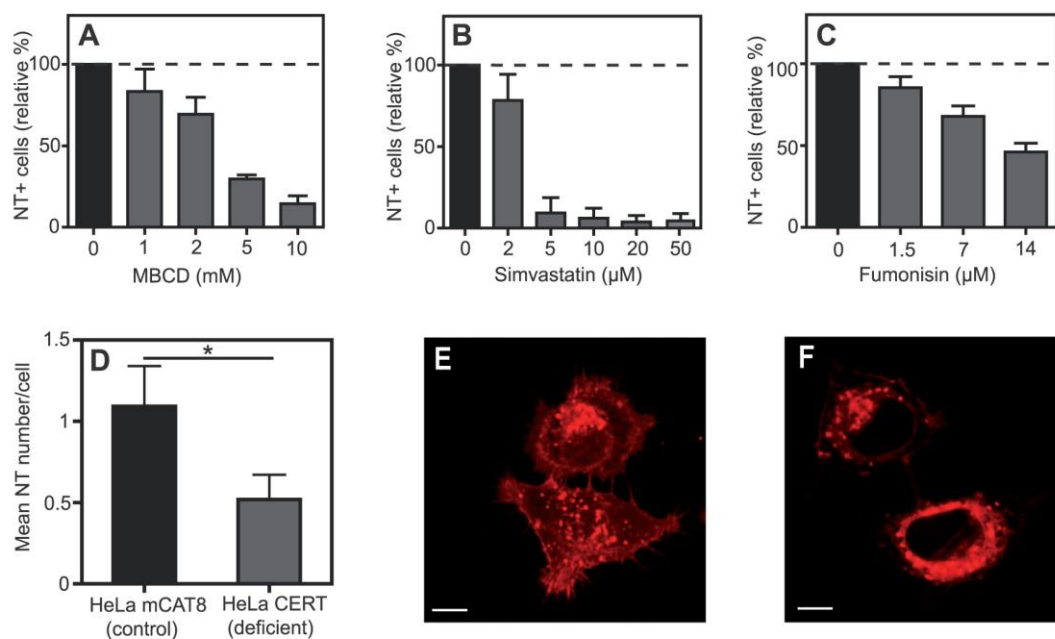 A
NT+ cells (relative %)
100
50
0
0 1 2 5 10
MBCD (mM)
B
NT+ cells (relative %)
100
50
0
0 2 5 10 20 50
Simvastatin (µM)
C
NT+ cells (relative %)
100
50
0
0 1.5 7 14
Fumonisin (µM)
D
Mean NT number/cell
1.5
1
0.5
0
*
HeLa mCAT8
(control)
HeLa CERT
(deficient)
E
F